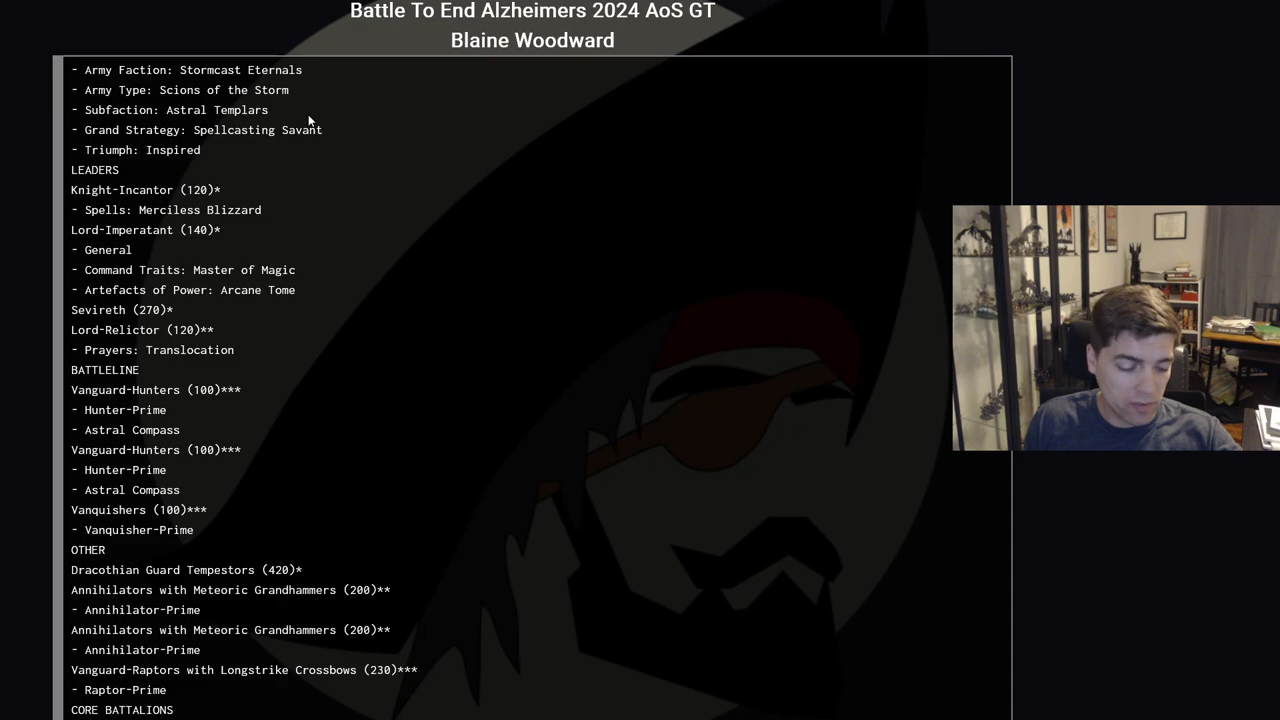 Battle To End Alzheimers 2024 AoS GT
Blaine Woodward
- Army Faction: Stormcast Eternals
- Army Type: Scions of the Storm
- Subfaction: Astral Templars
- Grand Strategy: Spellcasting Savant
- Triumph: Inspired
LEADERS
Knight-Incantor (120)*
- Spells: Merciless Blizzard
Lord-Imperatant (140)*
- General
- Command Traits: Master of Magic
- Artefacts of Power: Arcane Tome
Sevireth (270)*
Lord-Relictor (120)**
- Prayers: Translocation
BATTLELINE
Vanguard-Hunters (100)***
- Hunter-Prime
- Astral Compass
Vanguard-Hunters (100)***
- Hunter-Prime
- Astral Compass
Vanquishers (100)***
- Vanquisher-Prime
OTHER
Dracothian Guard Tempestors (420)*
Annihilators with Meteoric Grandhammers (200)**
- Annihilator-Prime
Annihilators with Meteoric Grandhammers (200)**
- Annihilator-Prime
Vanguard-Raptors with Longstrike Crossbows (230)***
- Raptor-Prime
CORE BATTALIONS